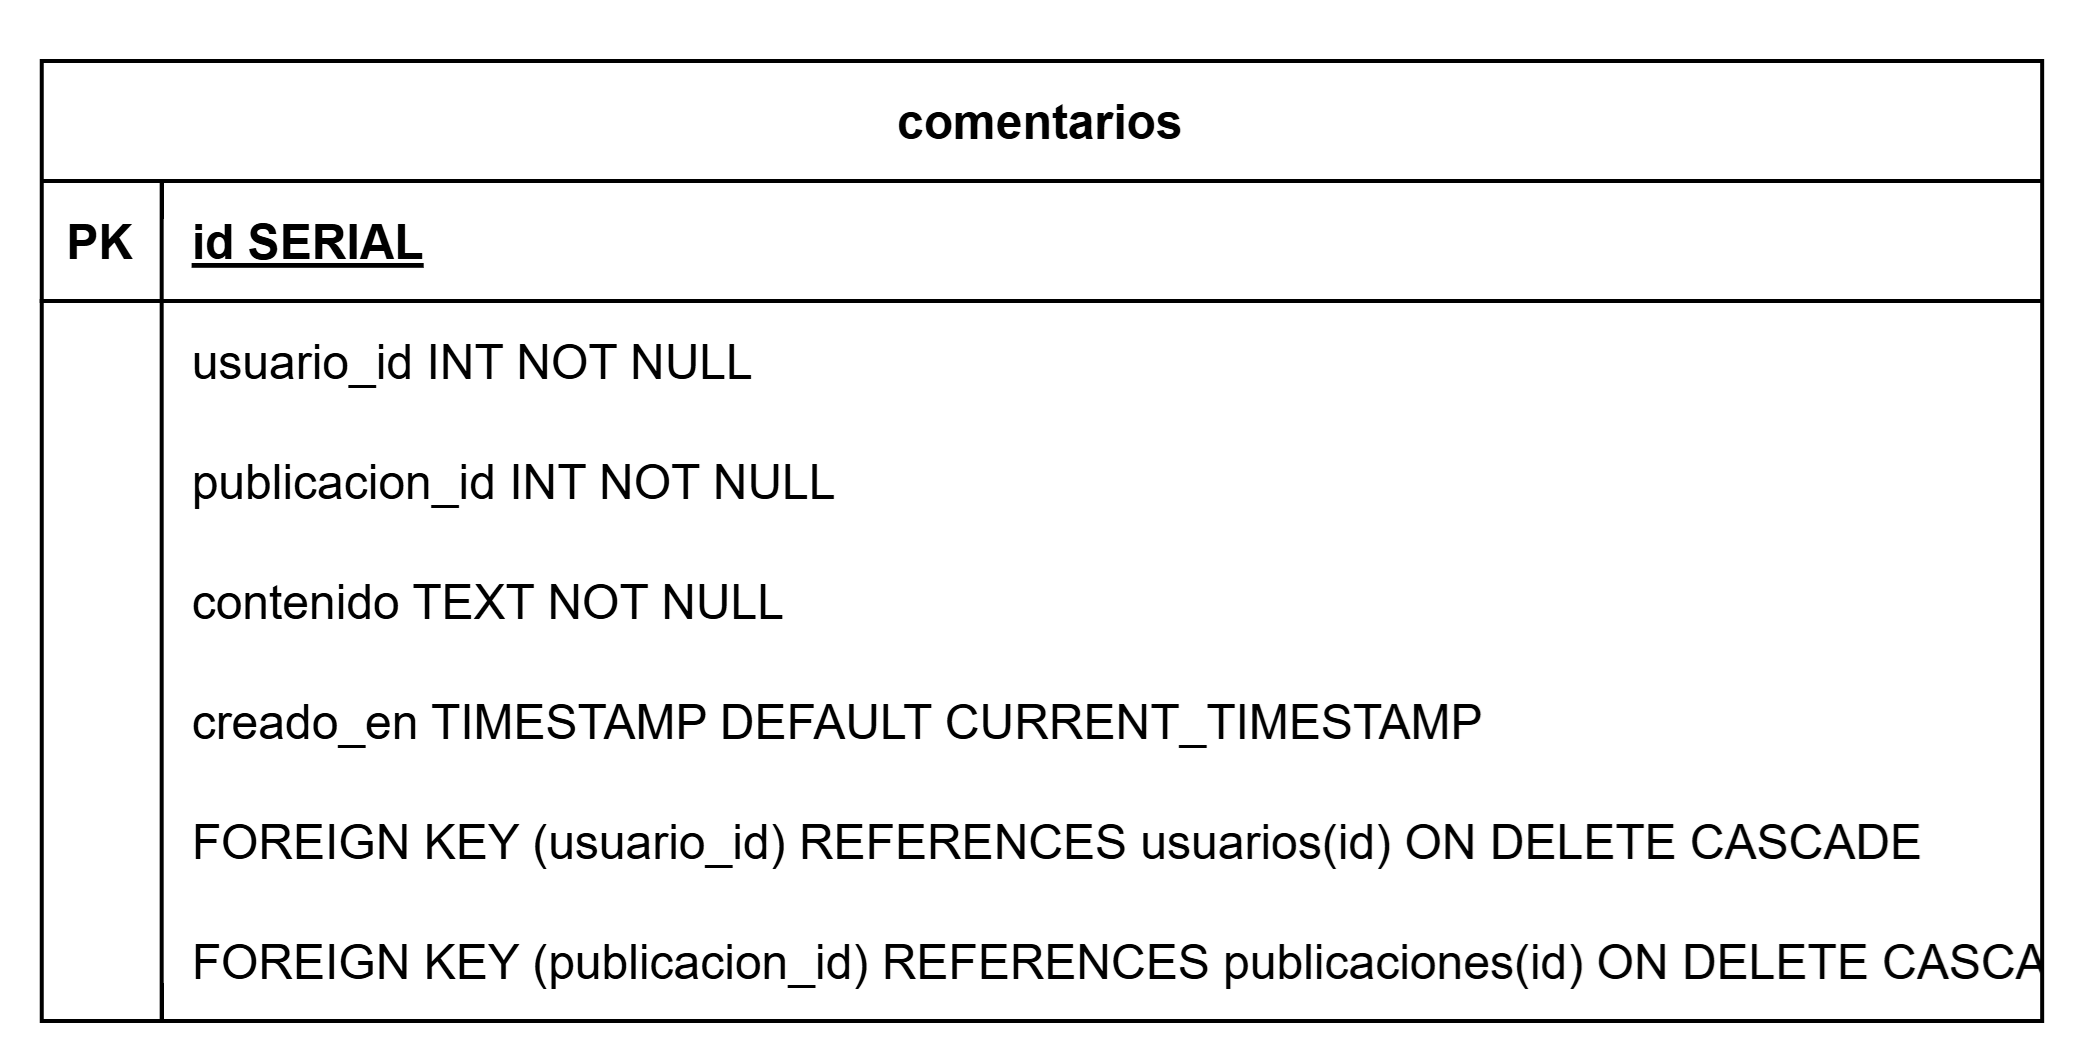 comentarios
PK id SERIAL
usuario_id INT NOT NULL
publicacion_id INT NOT NULL
contenido TEXT NOT NULL
creado_en TIMESTAMP DEFAULT CURRENT_TIMESTAMP
FOREIGN KEY (usuario_id) REFERENCES usuarios(id) ON DELETE CASCADE
FOREIGN KEY (publicacion_id) REFERENCES publicaciones(id) ON DELETE CASCA